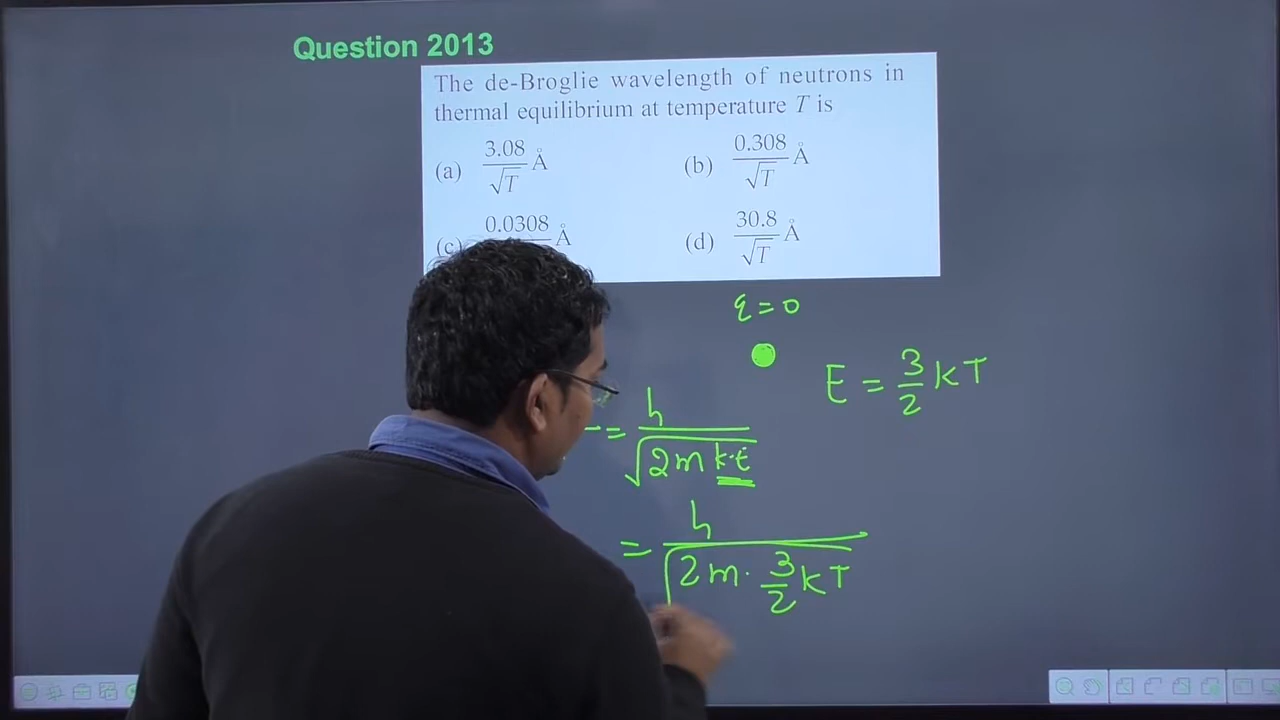 Question 2013
The de-Broglie wavelength of neutrons in
thermal equilibrium at temperature T is
(a) 3.08/√T Å (b) 0.308/√T Å
(c) 0.0308 Å (d) 30.8/√T Å
q = 0
E = 3/2 kT
= h/√2m k.E
= h/√2m · 3/2 kT